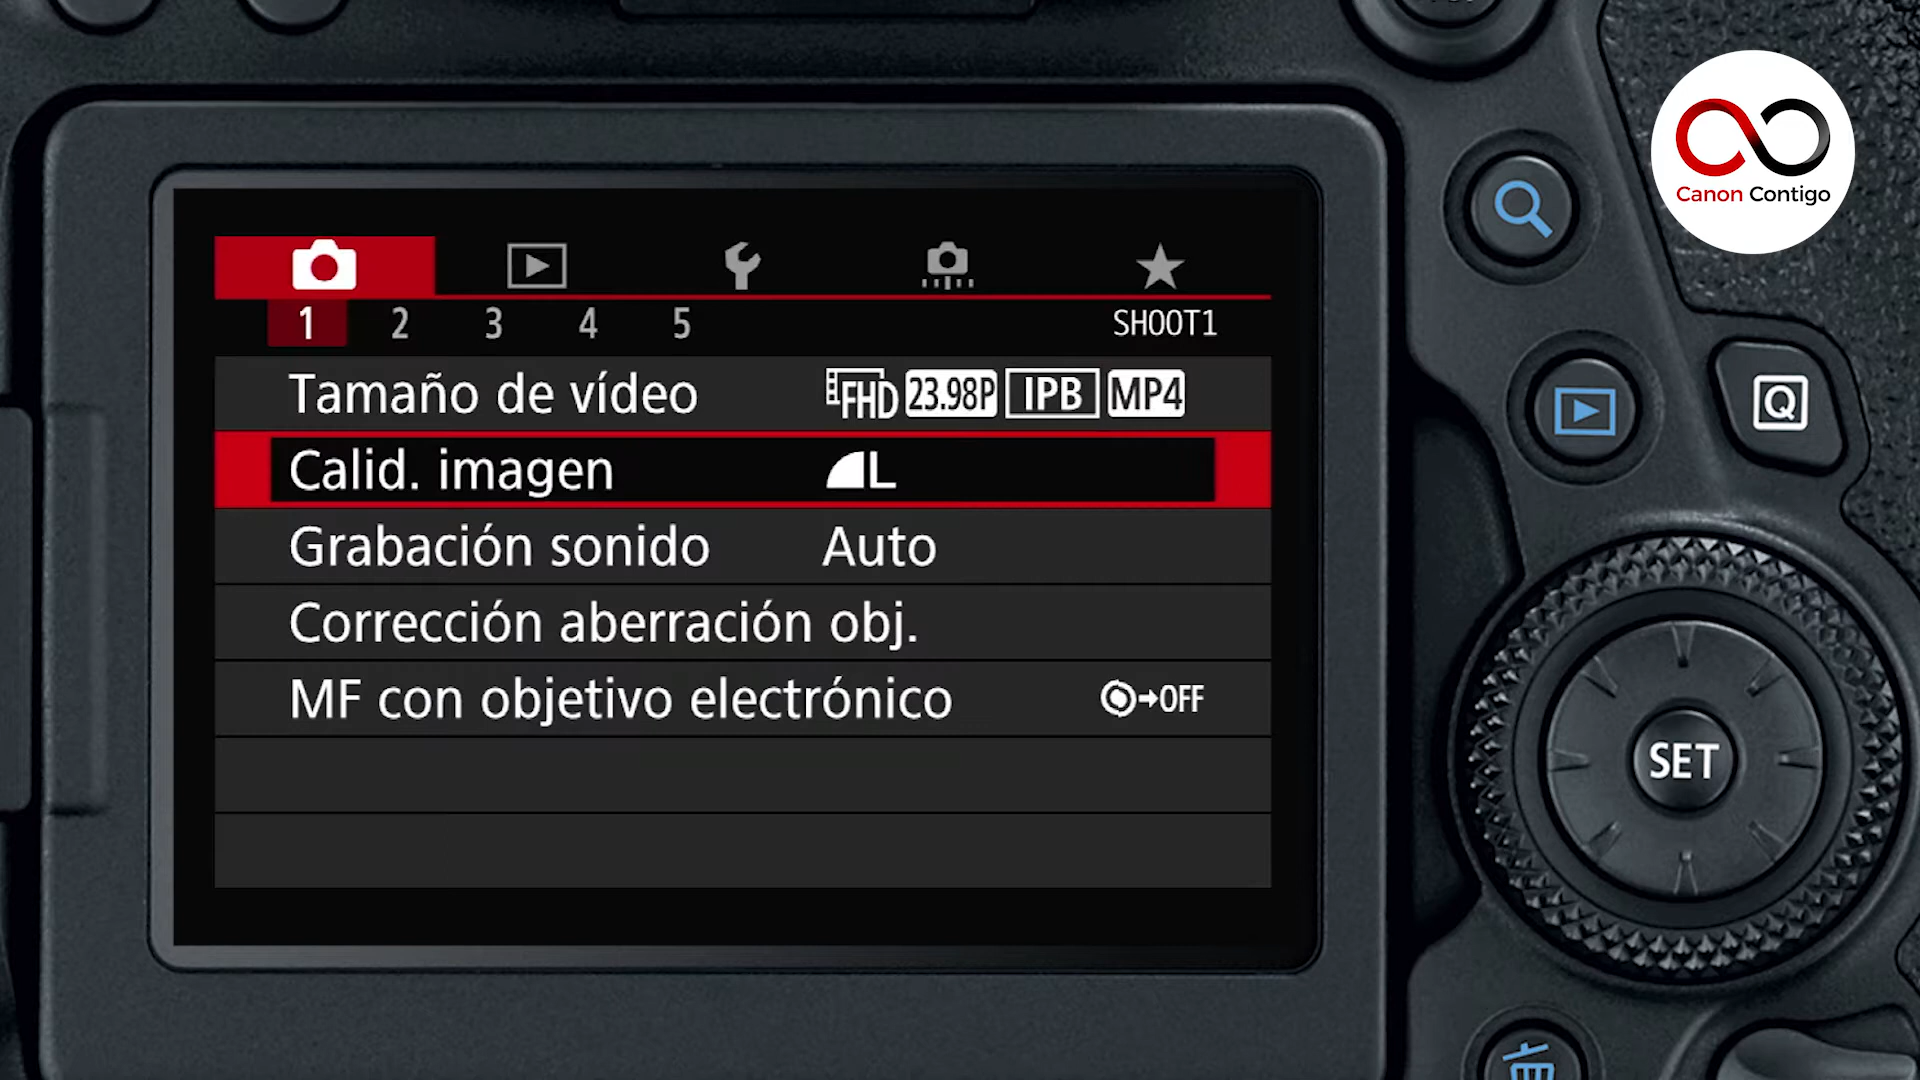 Canon Contigo
1 2 3 4 5 SHOOT1
Tamaño de vídeo FHD 23.98P IPB MP4
Calid. imagen L
Grabación sonido Auto
Corrección aberración obj.
MF con objetivo electrónico OFF
Q
SET